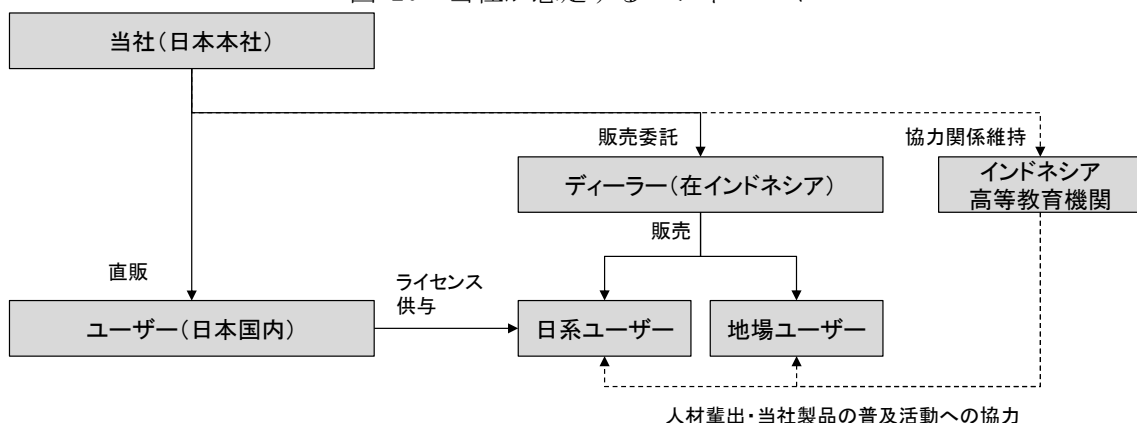 当社（日本本社）
販売委託
協力関係維持
ディーラー（在インドネシア）
インドネシア
高等教育機関
販売
直販
ライセンス
供与
ユーザー（日本国内）
日系ユーザー
地場ユーザー
人材輩出・当社製品の普及活動への協力